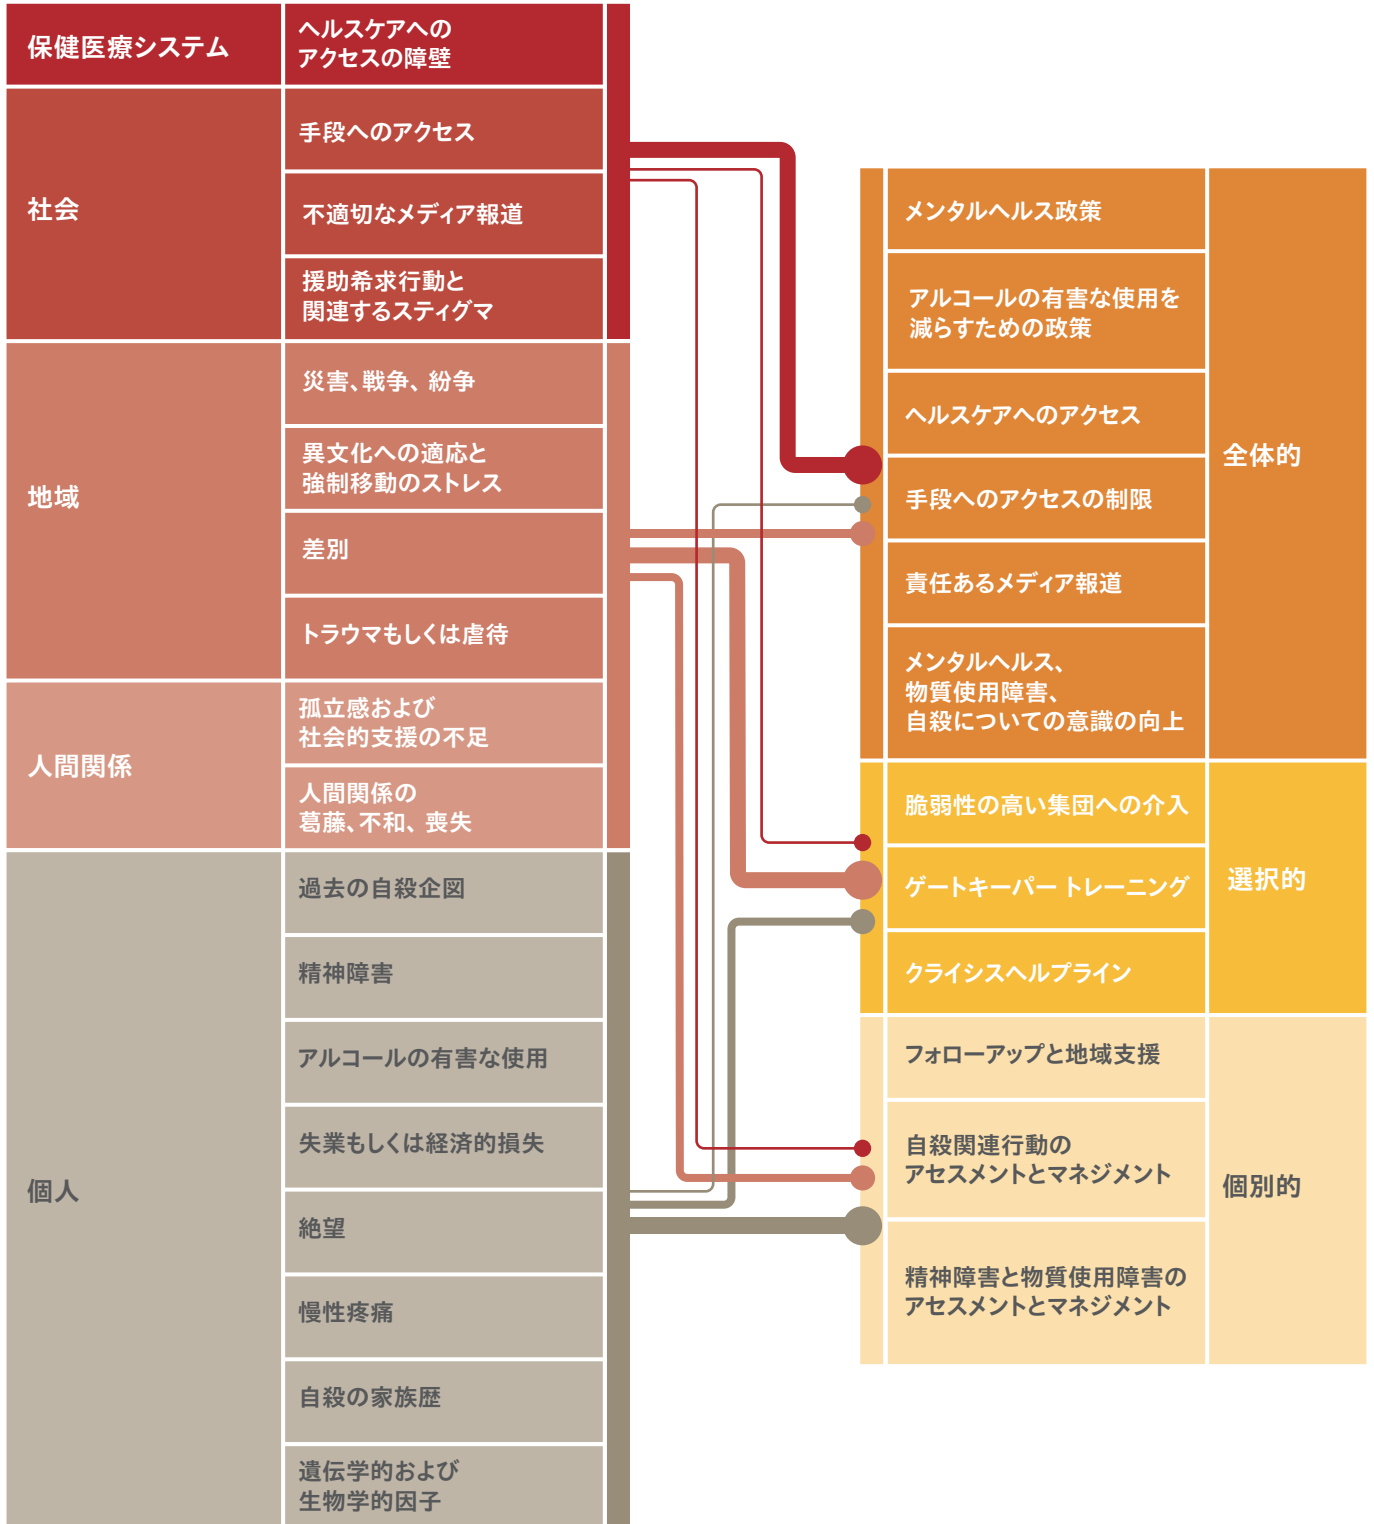 保健医療システム
ヘルスケアへの
アクセスの障壁
社会
手段へのアクセス
不適切なメディア報道
援助希求行動と
関連するスティグマ
地域
災害、戦争、紛争
異文化への適応と
強制移動のストレス
差別
トラウマもしくは虐待
人間関係
孤立感および
社会的支援の不足
人間関係の
葛藤、不和、喪失
個人
過去の自殺企図
精神障害
アルコールの有害な使用
失業もしくは経済的損失
絶望
慢性疼痛
自殺の家族歴
遺伝学的および
生物学的因子
全体的
メンタルヘルス政策
アルコールの有害な使用を
減らすための政策
ヘルスケアへのアクセス
手段へのアクセスの制限
責任あるメディア報道
メンタルヘルス、
物質使用障害、
自殺についての意識の向上
選択的
脆弱性の高い集団への介入
ゲートキーパー トレーニング
クライシスヘルプライン
個別的
フォローアップと地域支援
自殺関連行動の
アセスメントとマネジメント
精神障害と物質使用障害の
アセスメントとマネジメント